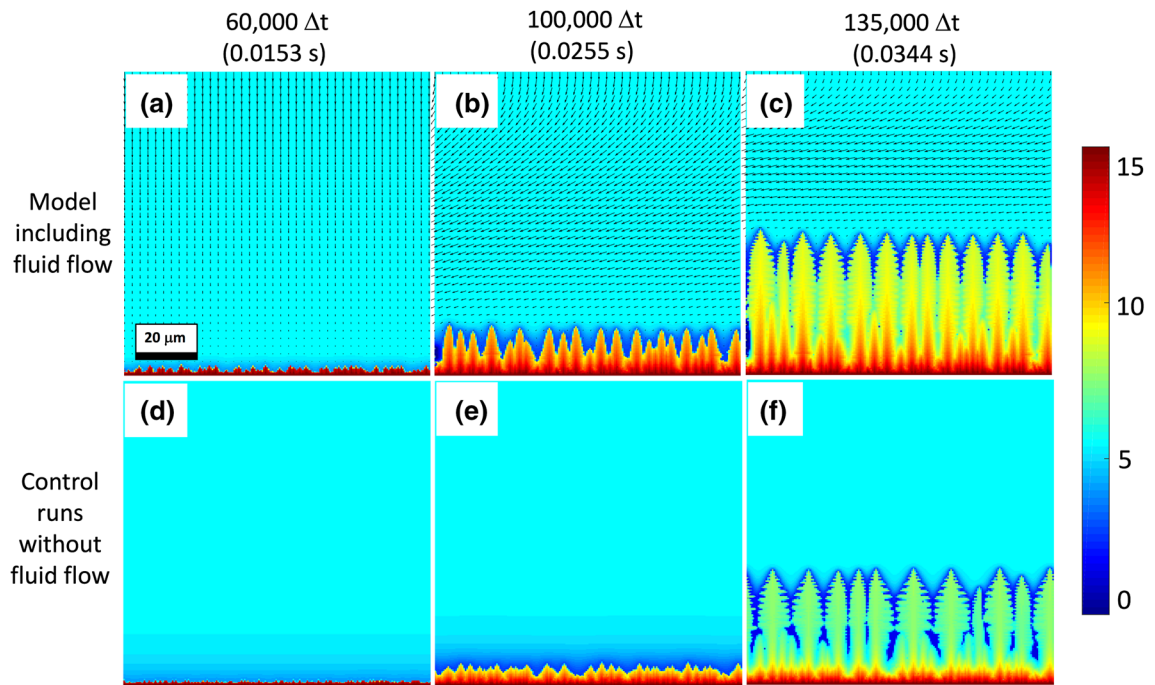 60,000 Δt
(0.0153 s)
100,000 Δt
(0.0255 s)
135,000 Δt
(0.0344 s)
Model
including
fluid flow
(a)
(b)
(c)
20 µm
15
10
5
0
Control
runs
without
fluid flow
(d)
(e)
(f)